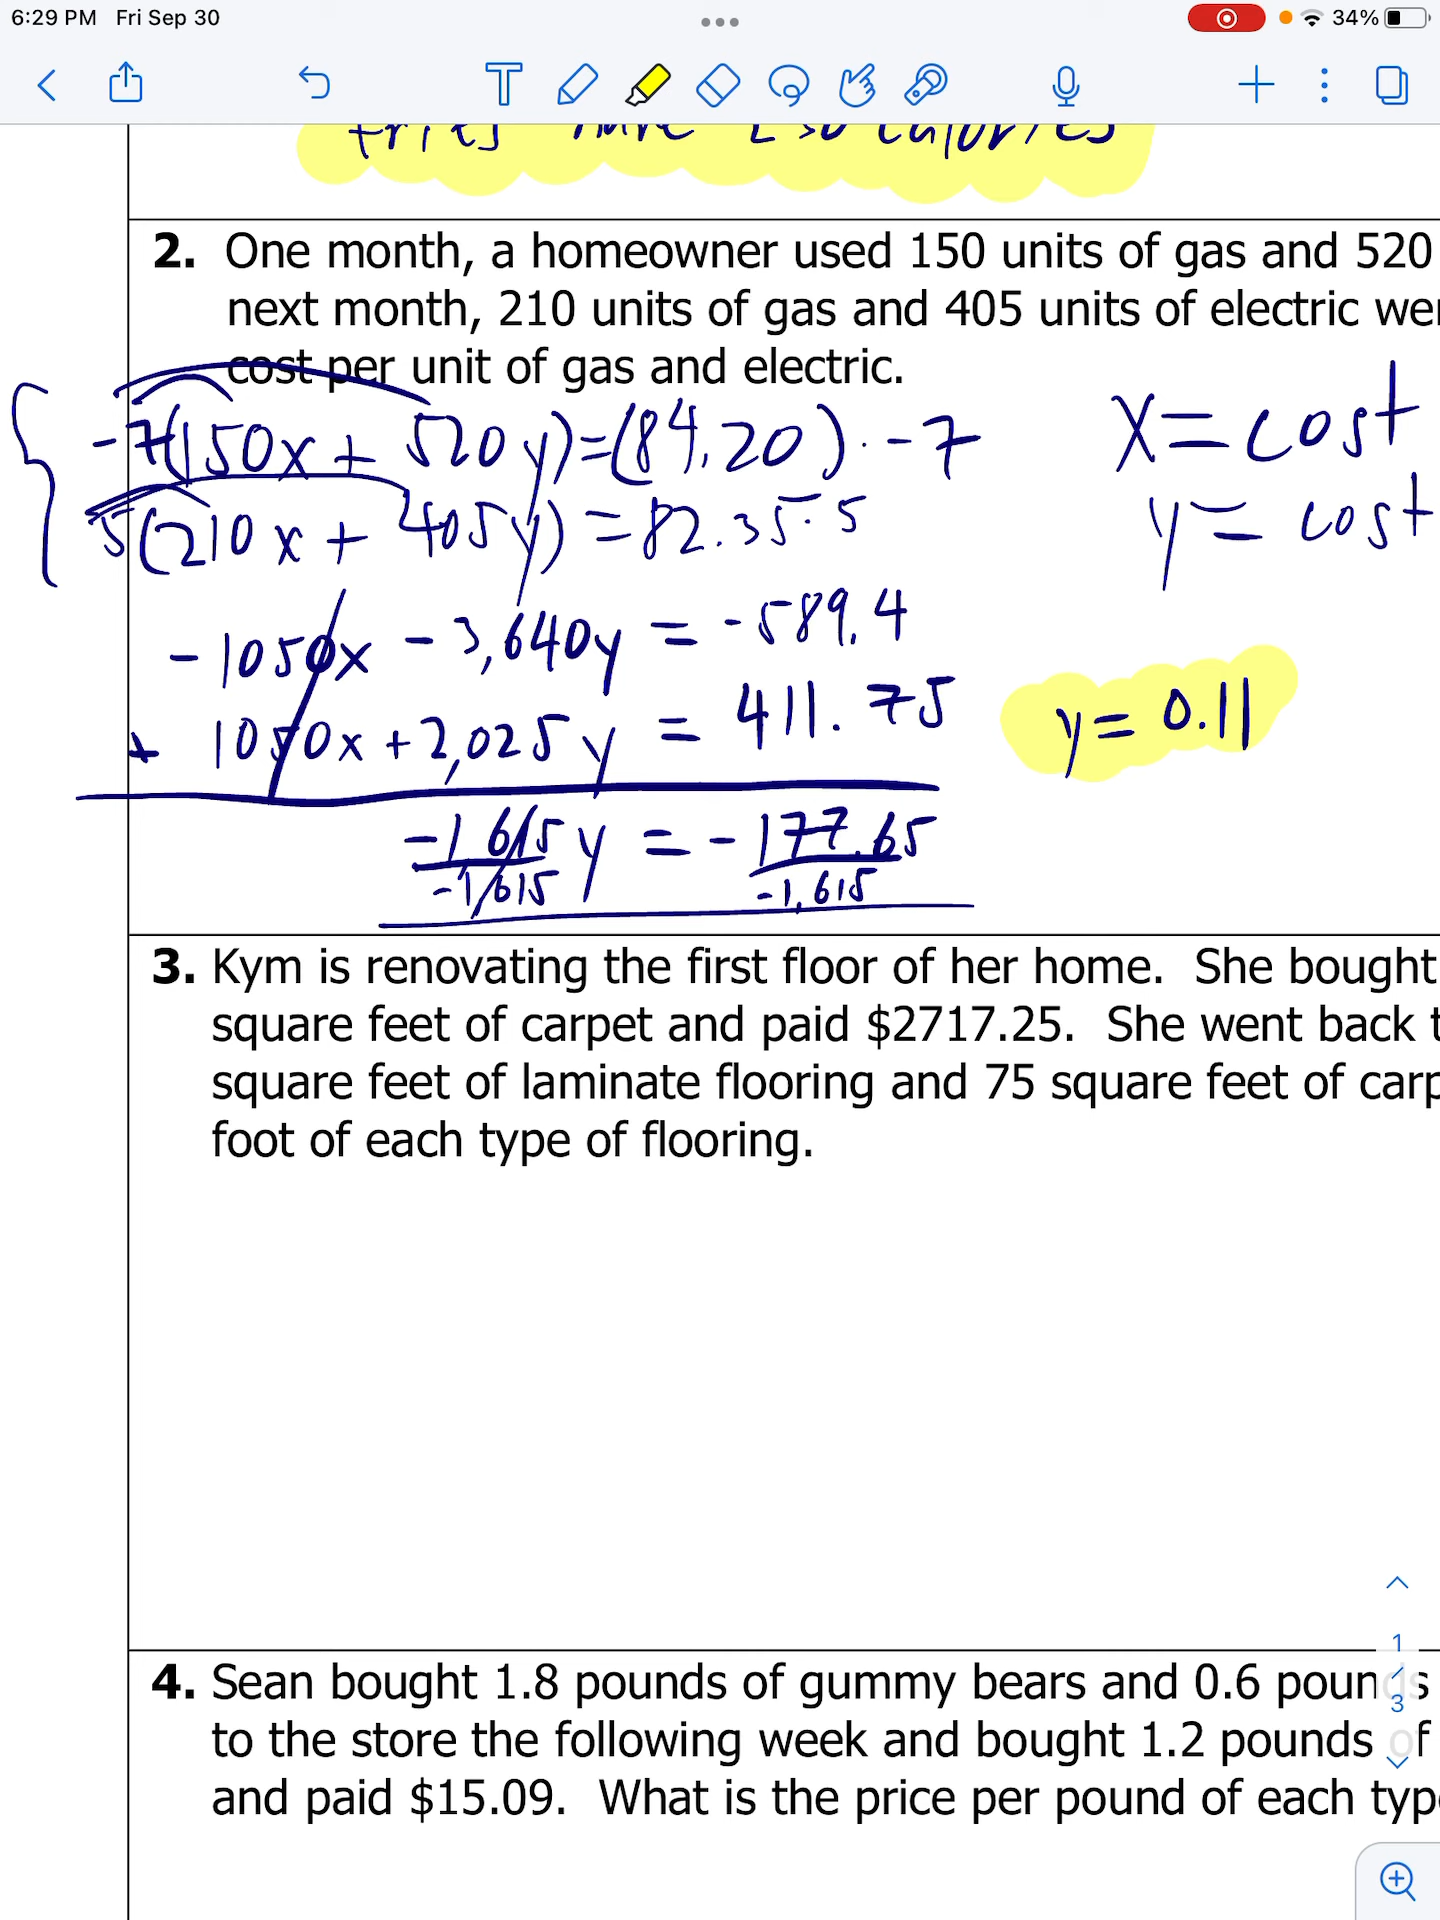 6:29 PM Fri Sep 30 34%
have 230 calories
2. One month, a homeowner used 150 units of gas and 520
next month, 210 units of gas and 405 units of electric
cost per unit of gas and electric.
-7(150x + 520y)=(84.20)·-7 x=cost
5(210x + 405y)=82.35·5 y=cost
-1050x - 3,640y = -589.4
+ 1050x + 2,025y = 411.75 y= 0.11
-1,615y = -177.65
-1,615 -1,615
3. Kym is renovating the first floor of her home. She bought
square feet of carpet and paid $2717.25. She went back
square feet of laminate flooring and 75 square feet of
foot of each type of flooring.
1
3
4. Sean bought 1.8 pounds of gummy bears and 0.6 pounds
to the store the following week and bought 1.2 pounds of
and paid $15.09. What is the price per pound of each